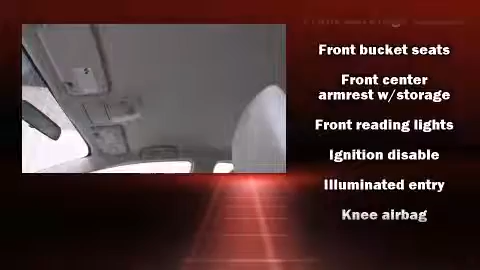 Front bucket seats
Front center
armrest w/storage
Front reading lights
Ignition disable
Illuminated entry
Knee airbag